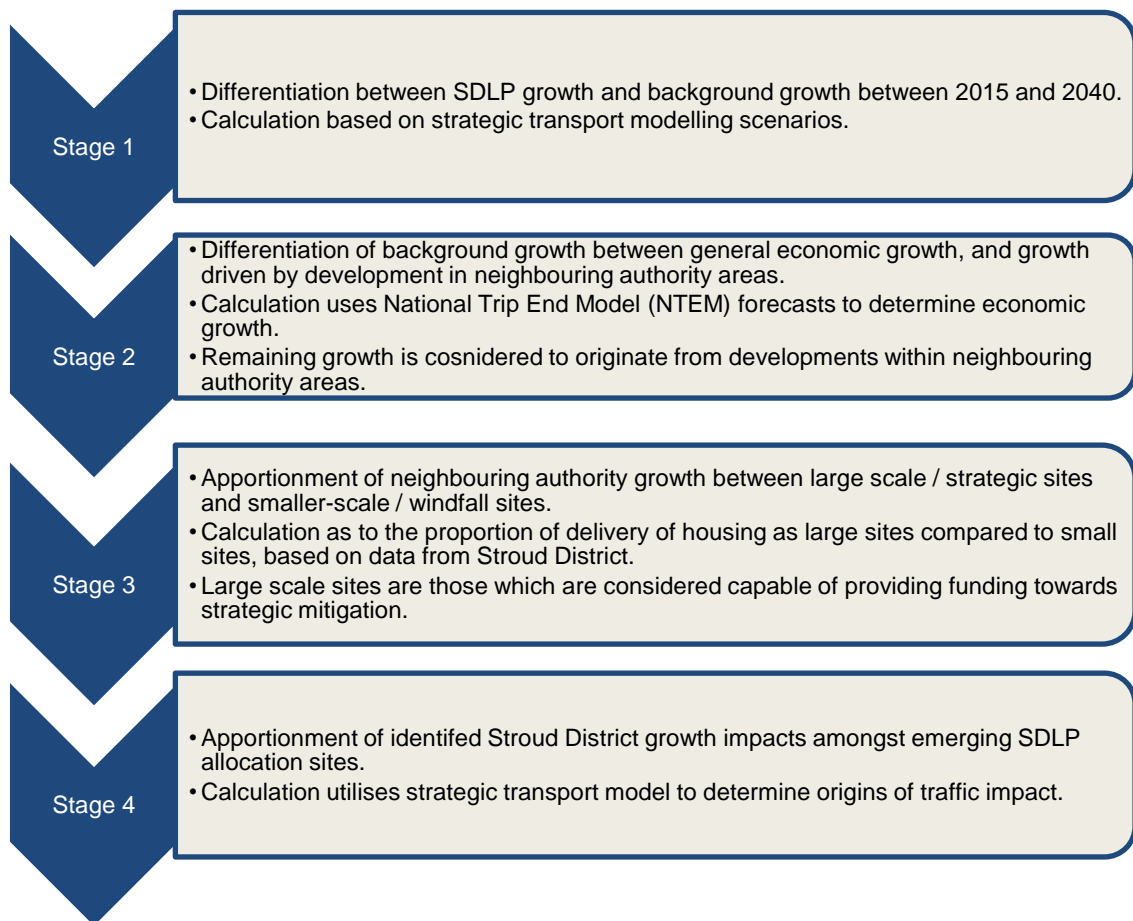 Stage 1
• Differentiation between SDLP growth and background growth between 2015 and 2040.
• Calculation based on strategic transport modelling scenarios.
Stage 2
• Differentiation of background growth between general economic growth, and growth
driven by development in neighbouring authority areas.
• Calculation uses National Trip End Model (NTEM) forecasts to determine economic
growth.
• Remaining growth is cosnidered to originate from developments within neighbouring
authority areas.
Stage 3
• Apportionment of neighbouring authority growth between large scale / strategic sites
and smaller-scale / windfall sites.
• Calculation as to the proportion of delivery of housing as large sites compared to small
sites, based on data from Stroud District.
• Large scale sites are those which are considered capable of providing funding towards
strategic mitigation.
Stage 4
• Apportionment of identifed Stroud District growth impacts amongst emerging SDLP
allocation sites.
• Calculation utilises strategic transport model to determine origins of traffic impact.